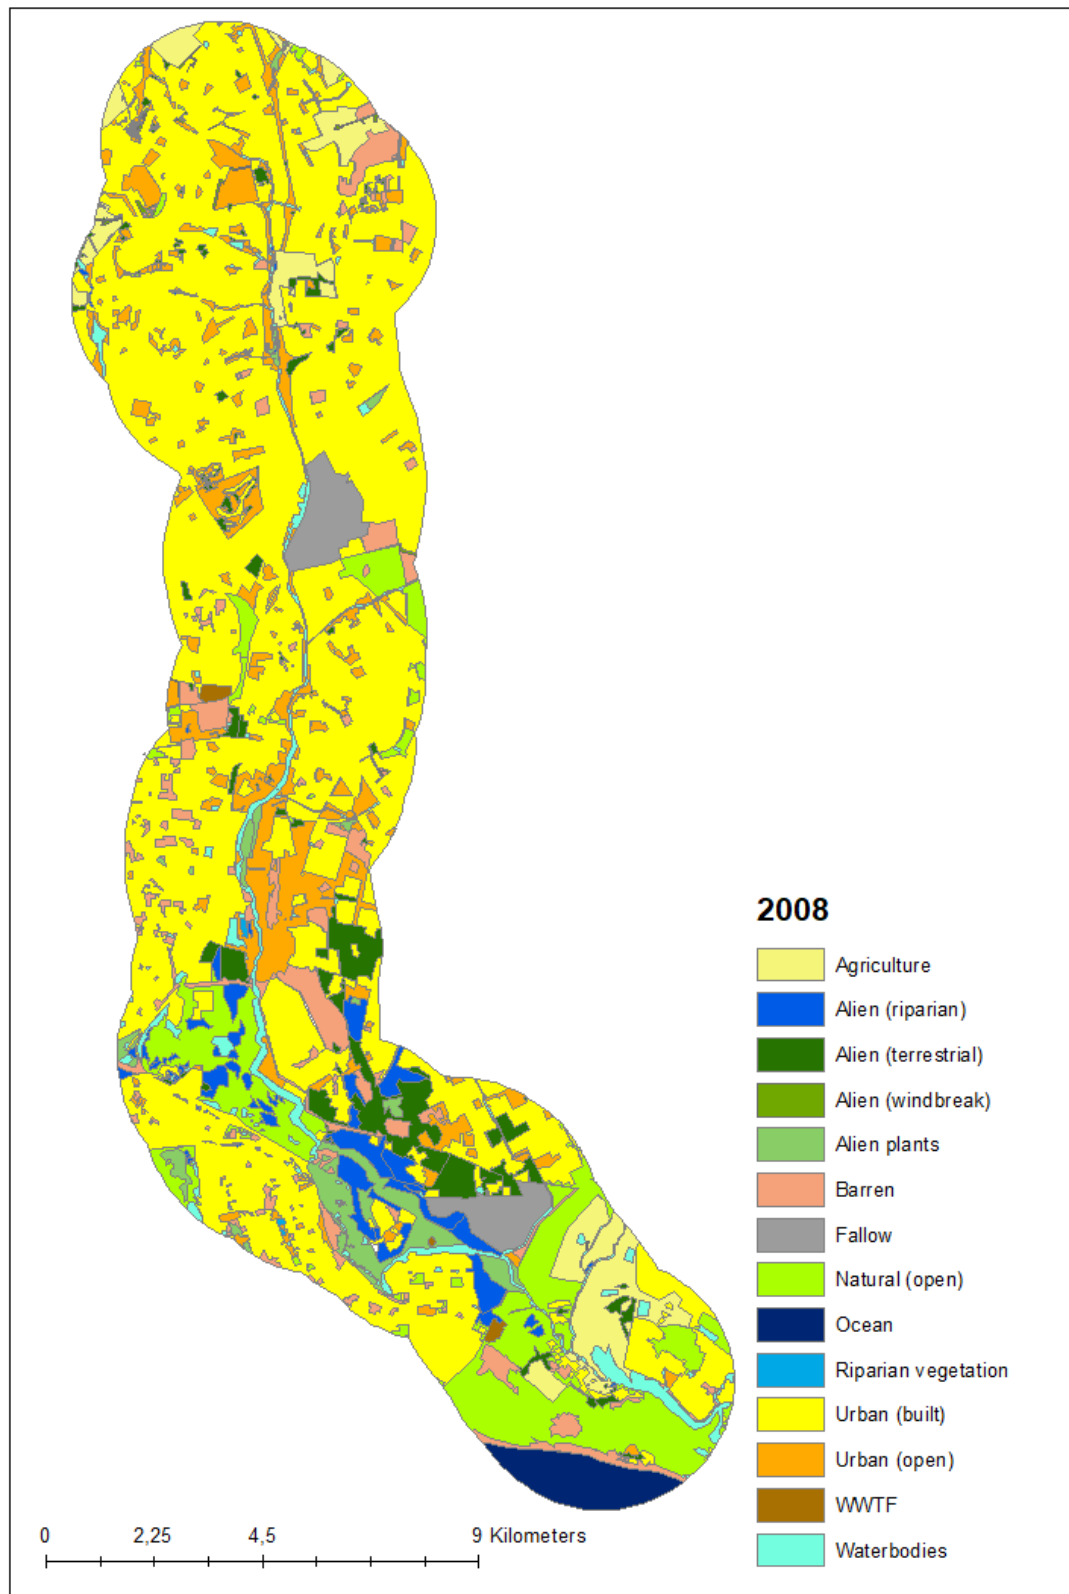 2008
Agriculture
Alien (riparian)
Alien (terrestrial)
Alien (windbreak)
Alien plants
Barren
Fallow
Natural (open)
Ocean
Riparian vegetation
Urban (built)
Urban (open)
WWTF
Waterbodies
0 2,25 4,5 9 Kilometers